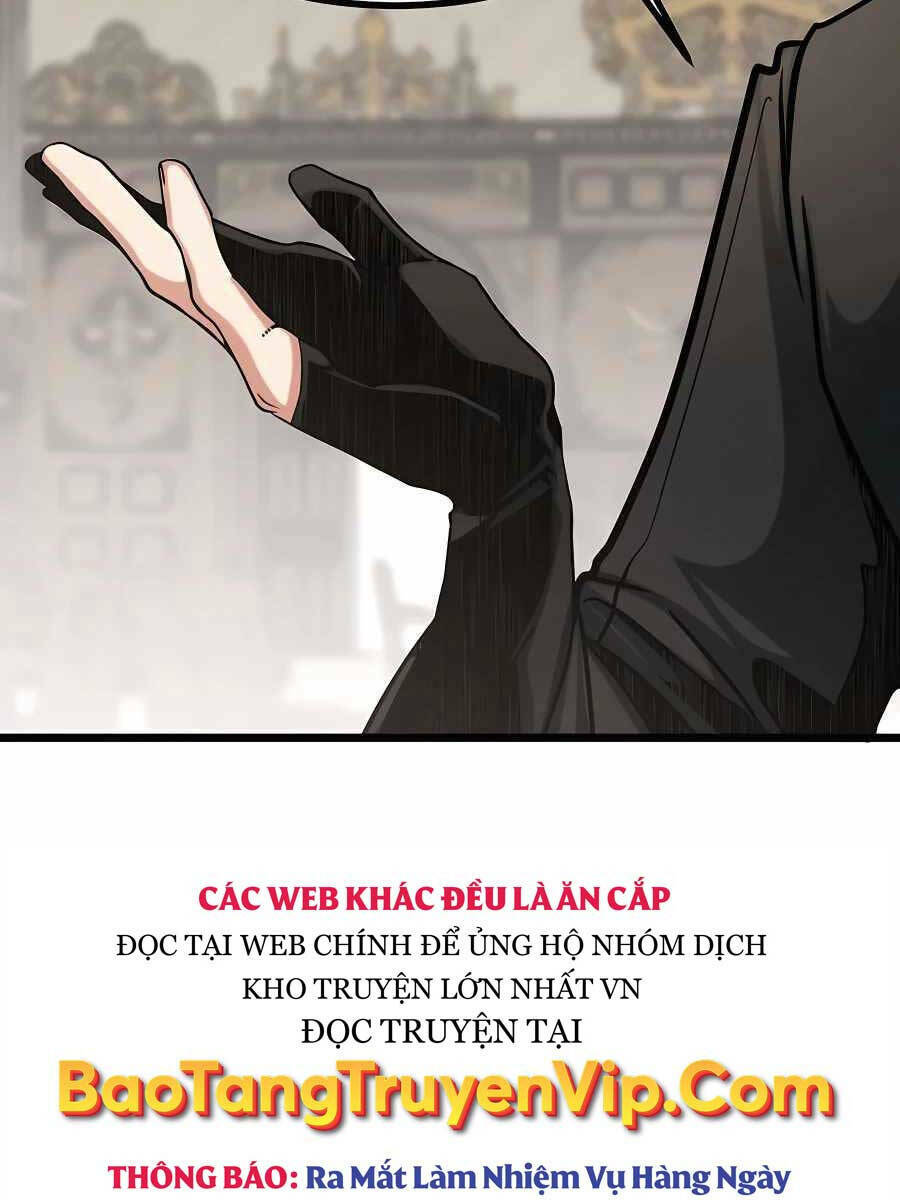 CÁC WEB KHÁC ĐỀU LÀ ĂN CẮP
ĐỌC TẠI WEB CHÍNH ĐỂ ỦNG HỘ NHÓM DỊCH
KHO TRUYỆN LỚN NHẤT VN
ĐỌC TRUYỆN TẠI
BaoTangTruyenVip.Com
THÔNG BÁO: Ra Mắt Làm Nhiệm Vụ Hàng Ngày